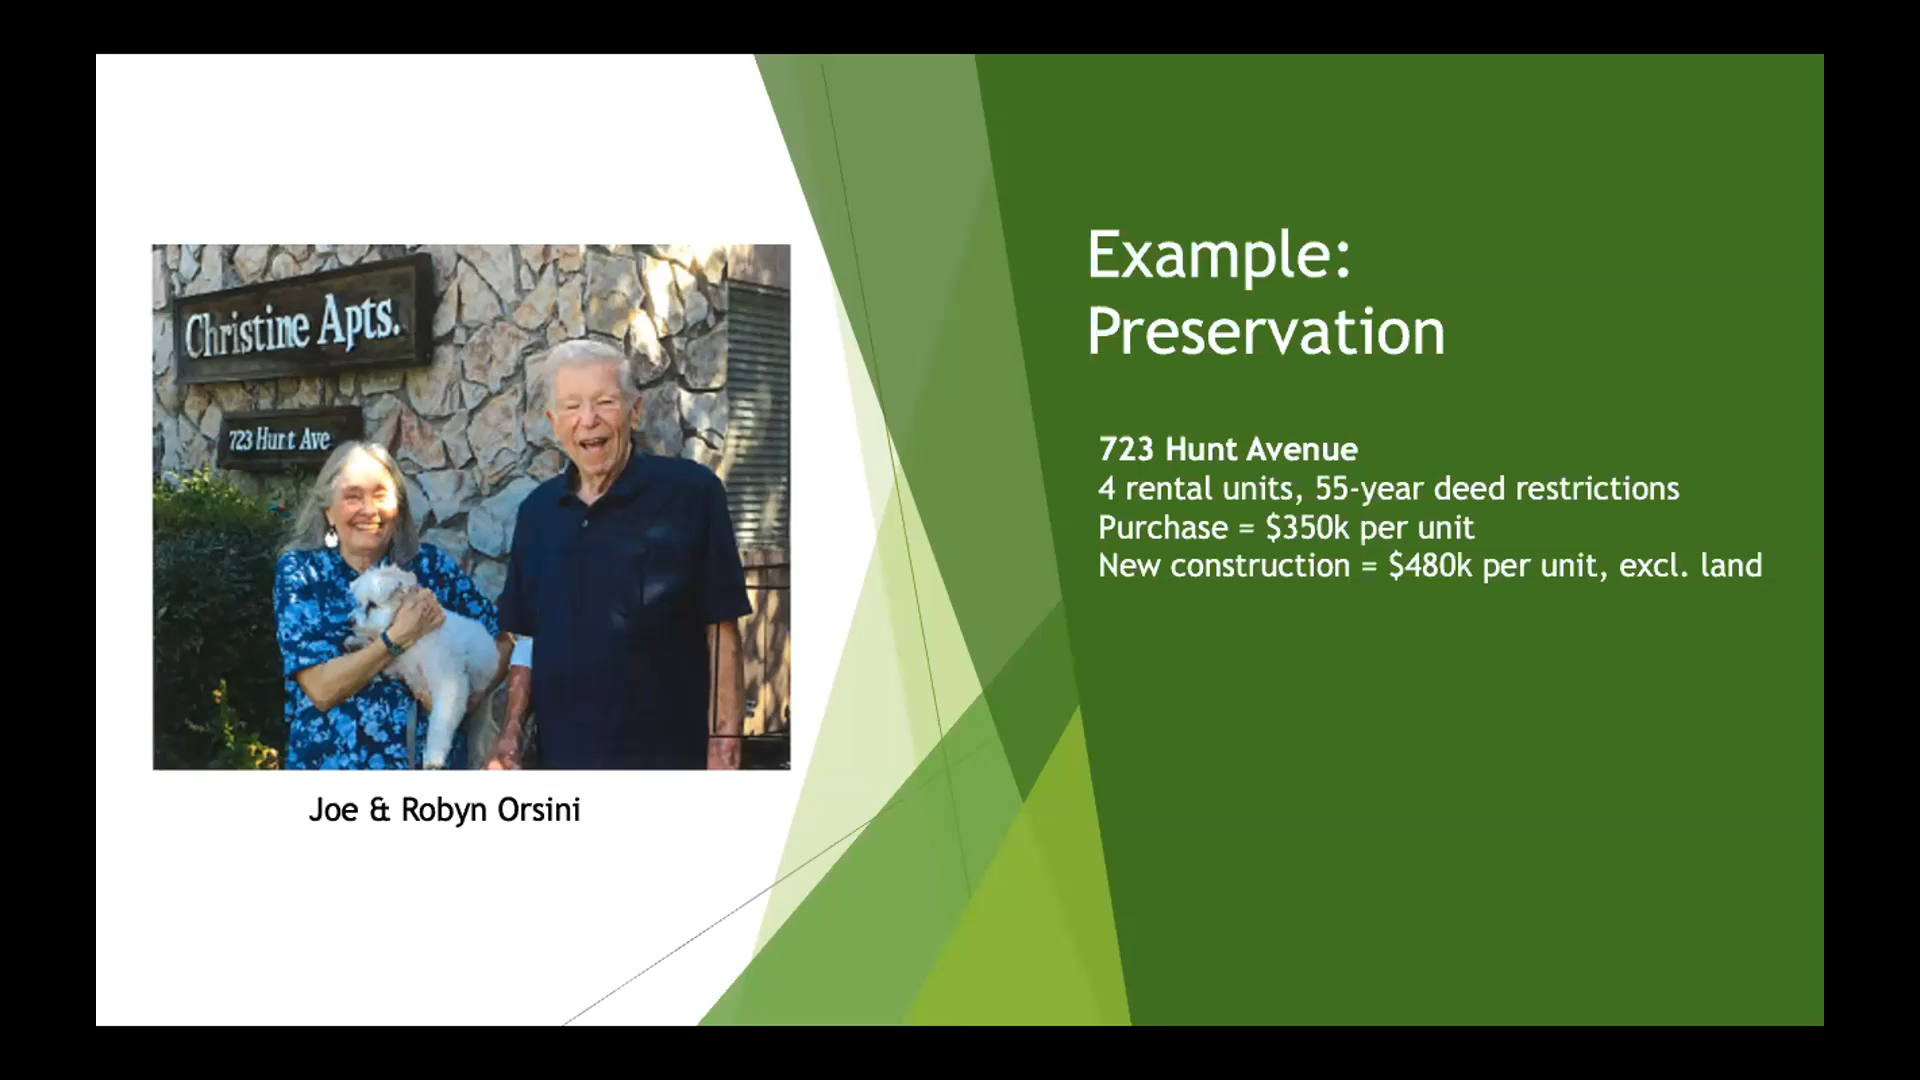 Christine Apts.
723 Hunt Ave
Joe & Robyn Orsini
Example:
Preservation
723 Hunt Avenue
4 rental units, 55-year deed restrictions
Purchase = $350k per unit
New construction = $480k per unit, excl. land